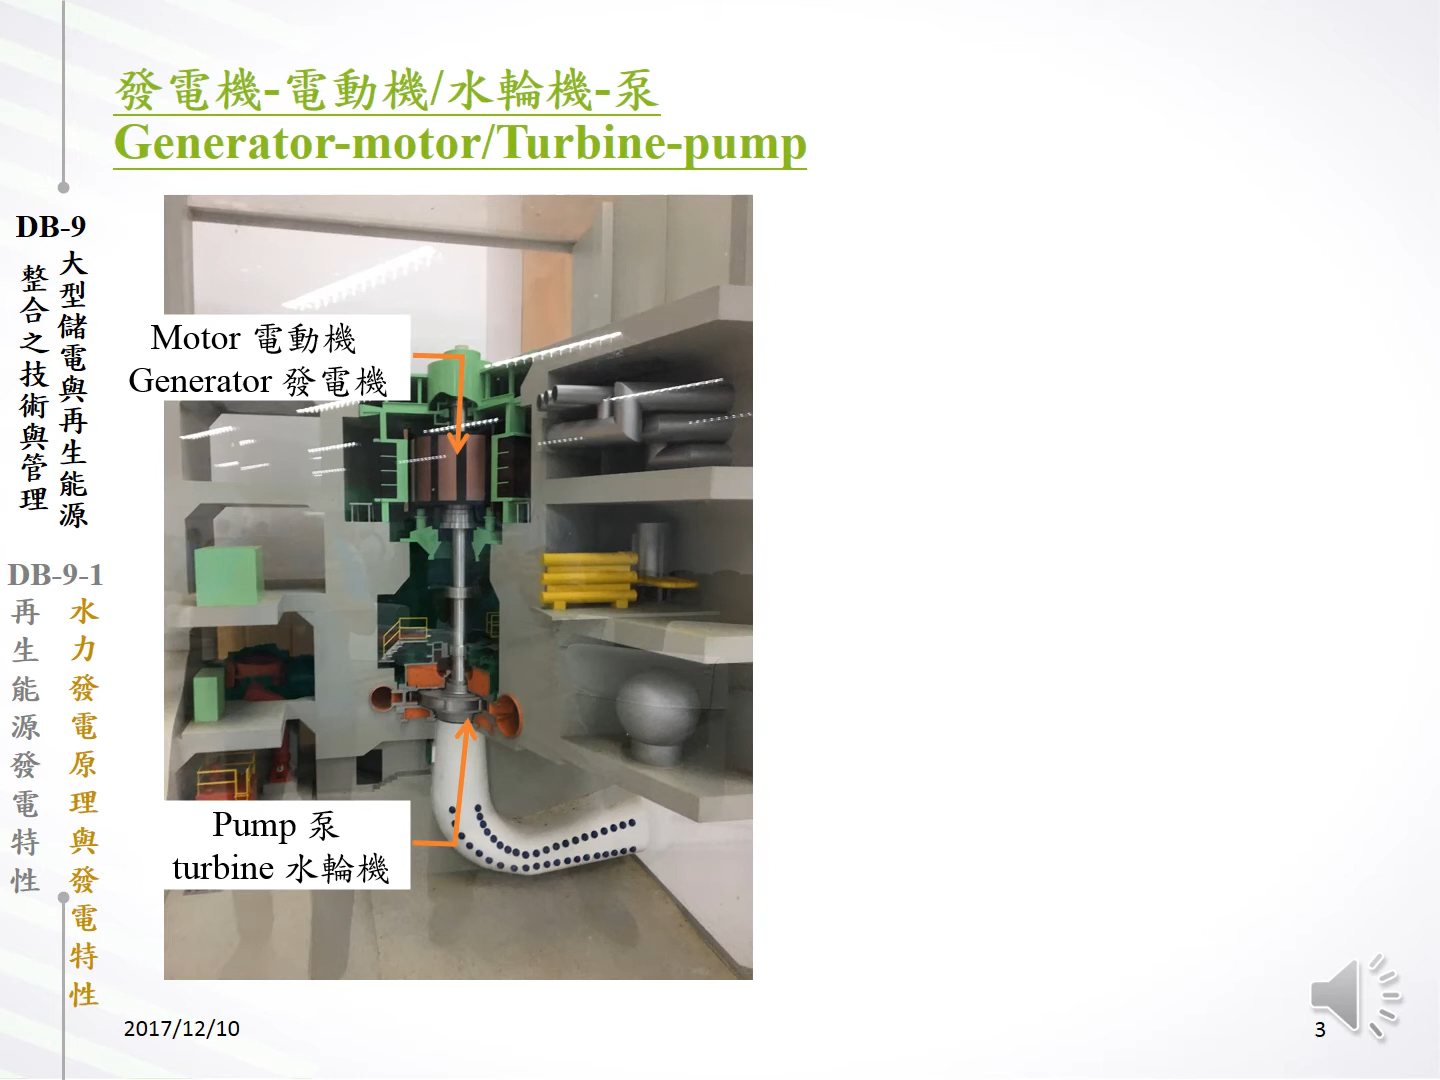 發電機-電動機/水輪機-泵
Generator-motor/Turbine-pump
DB-9
大型儲電與再生能源
整合之技術與管理
DB-9-1
再生能源發電特性
水力發電原理與發電特性
Motor 電動機
Generator 發電機
Pump 泵
turbine 水輪機
2017/12/10
3